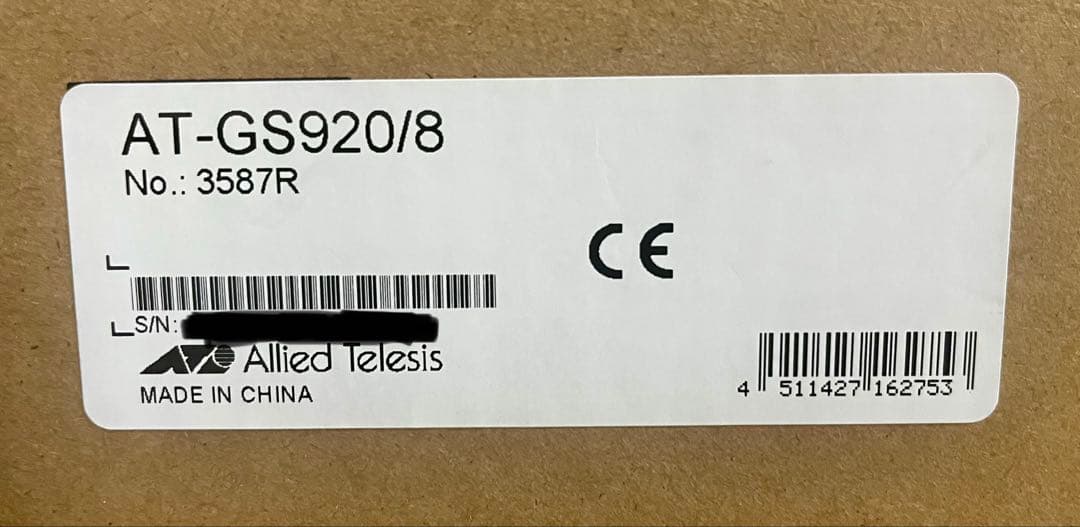 AT-GS920/8
No.: 3587R
CE
S/N:
Allied Telesis
MADE IN CHINA
4 511427 162753